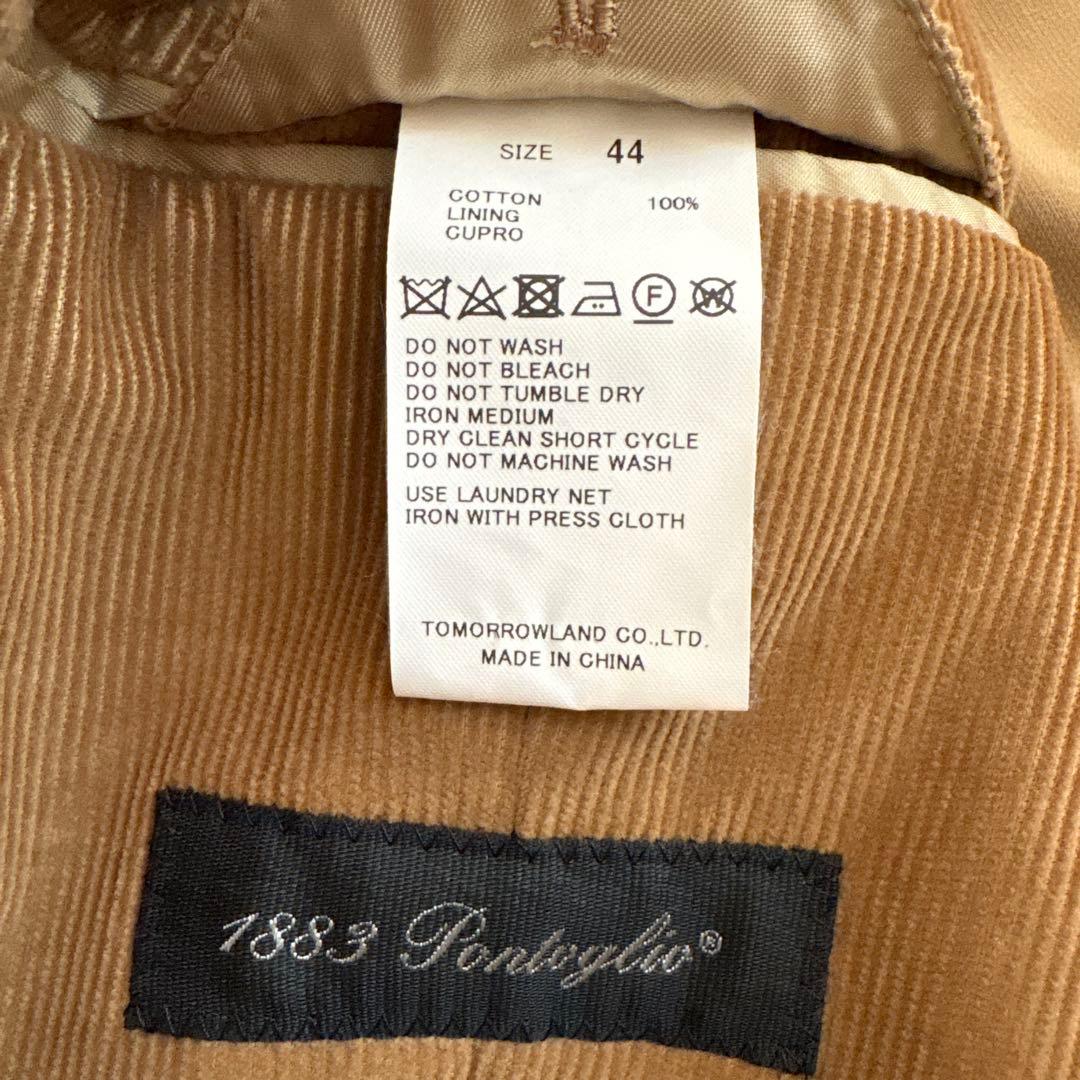 SIZE 44
COTTON 100%
LINING
CUPRO
F W
DO NOT WASH
DO NOT BLEACH
DO NOT TUMBLE DRY
IRON MEDIUM
DRY CLEAN SHORT CYCLE
DO NOT MACHINE WASH
USE LAUNDRY NET
IRON WITH PRESS CLOTH
TOMORROWLAND CO.,LTD.
MADE IN CHINA
1883 Pontoglio®